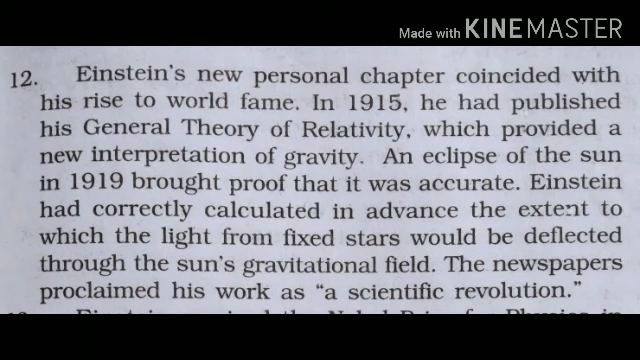 Made with KINEMASTER
12. Einstein's new personal chapter coincided with
his rise to world fame. In 1915, he had published
his General Theory of Relativity, which provided a
new interpretation of gravity. An eclipse of the sun
in 1919 brought proof that it was accurate. Einstein
had correctly calculated in advance the extent to
which the light from fixed stars would be deflected
through the sun's gravitational field. The newspapers
proclaimed his work as “a scientific revolution.”